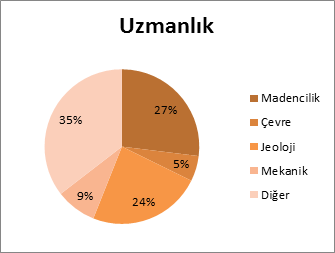 Uzmanlık
27%
5%
24%
9%
35%
Madencilik
Çevre
Jeoloji
Mekanik
Diğer